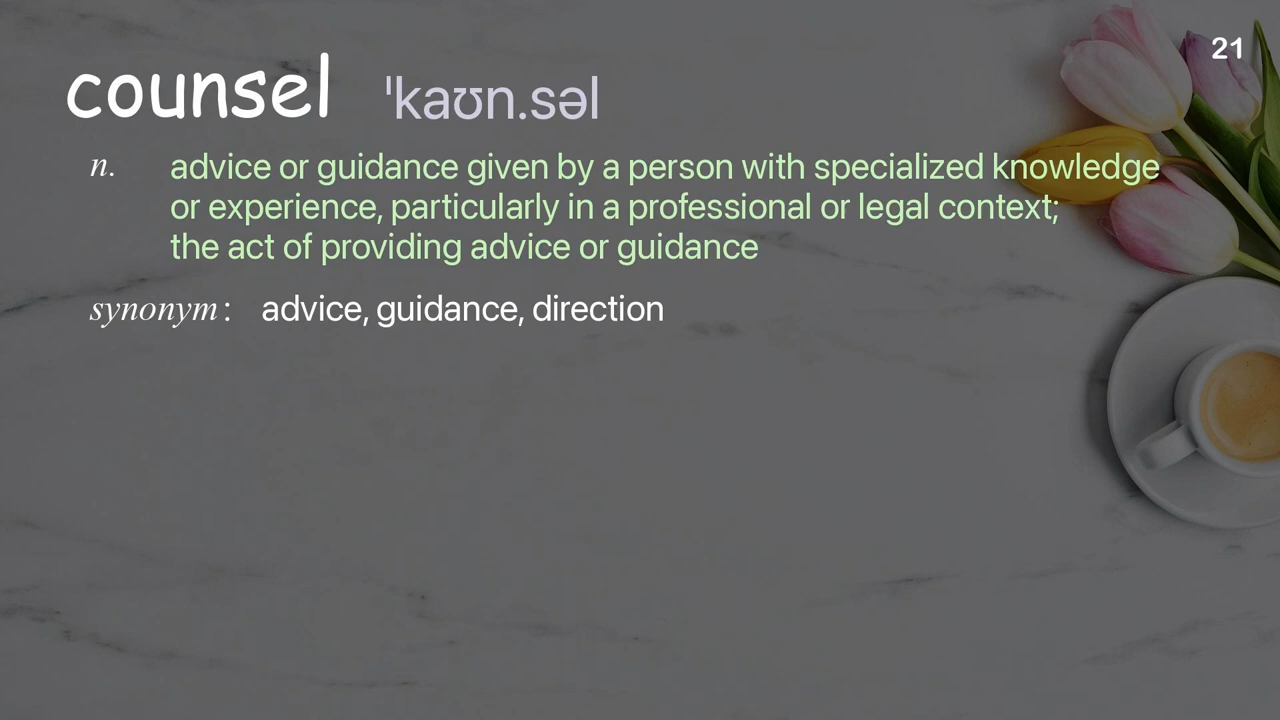 21
counsel ˈkaʊn.səl
n. advice or guidance given by a person with specialized knowledge
or experience, particularly in a professional or legal context;
the act of providing advice or guidance
synonym: advice, guidance, direction